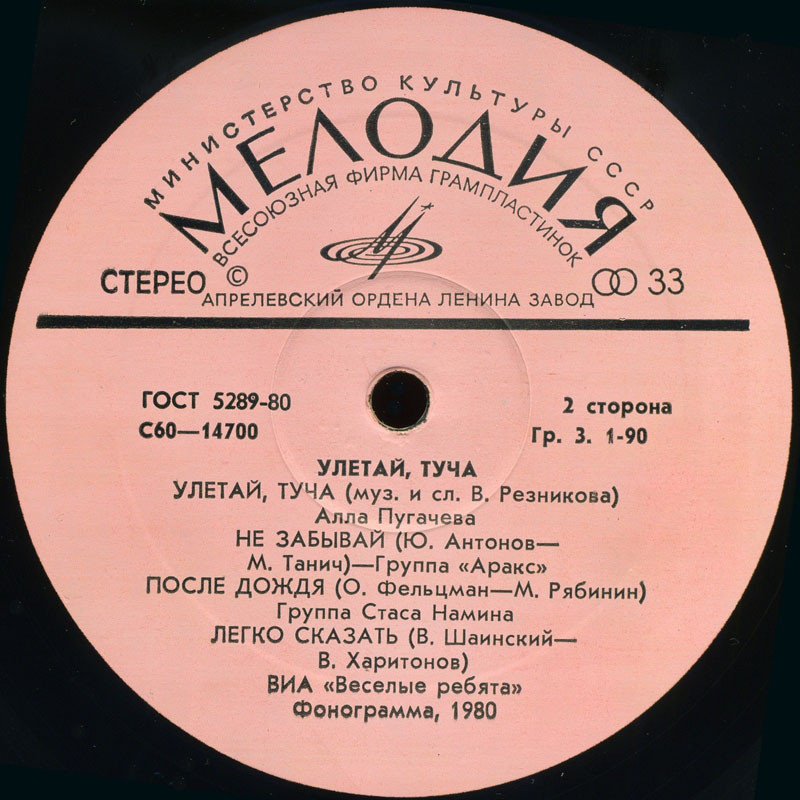 МИНИСТЕРСТВО КУЛЬТУРЫ СССР
МЕЛОДИЯ
ВСЕСОЮЗНАЯ ФИРМА ГРАМПЛАСТИНОК
СТЕРЕО © 33
АПРЕЛЕВСКИЙ ОРДЕНА ЛЕНИНА ЗАВОД
ГОСТ 5289-80 2 сторона
С60—14700 Гр. 3. 1-90
УЛЕТАЙ, ТУЧА
УЛЕТАЙ, ТУЧА (муз. и сл. В. Резникова)
Алла Пугачева
НЕ ЗАБЫВАЙ (Ю. Антонов—
М. Танич)—Группа «Аракс»
ПОСЛЕ ДОЖДЯ (О. Фельцман—М. Рябинин)
Группа Стаса Намина
ЛЕГКО СКАЗАТЬ (В. Шаинский—
В. Харитонов)
ВИА «Веселые ребята»
Фонограмма, 1980